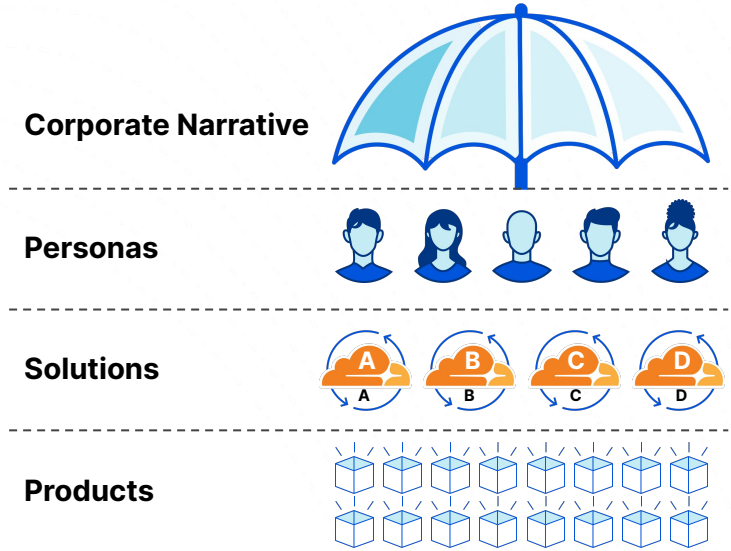 Corporate Narrative
Personas
Solutions
A B C D
A B C D
Products